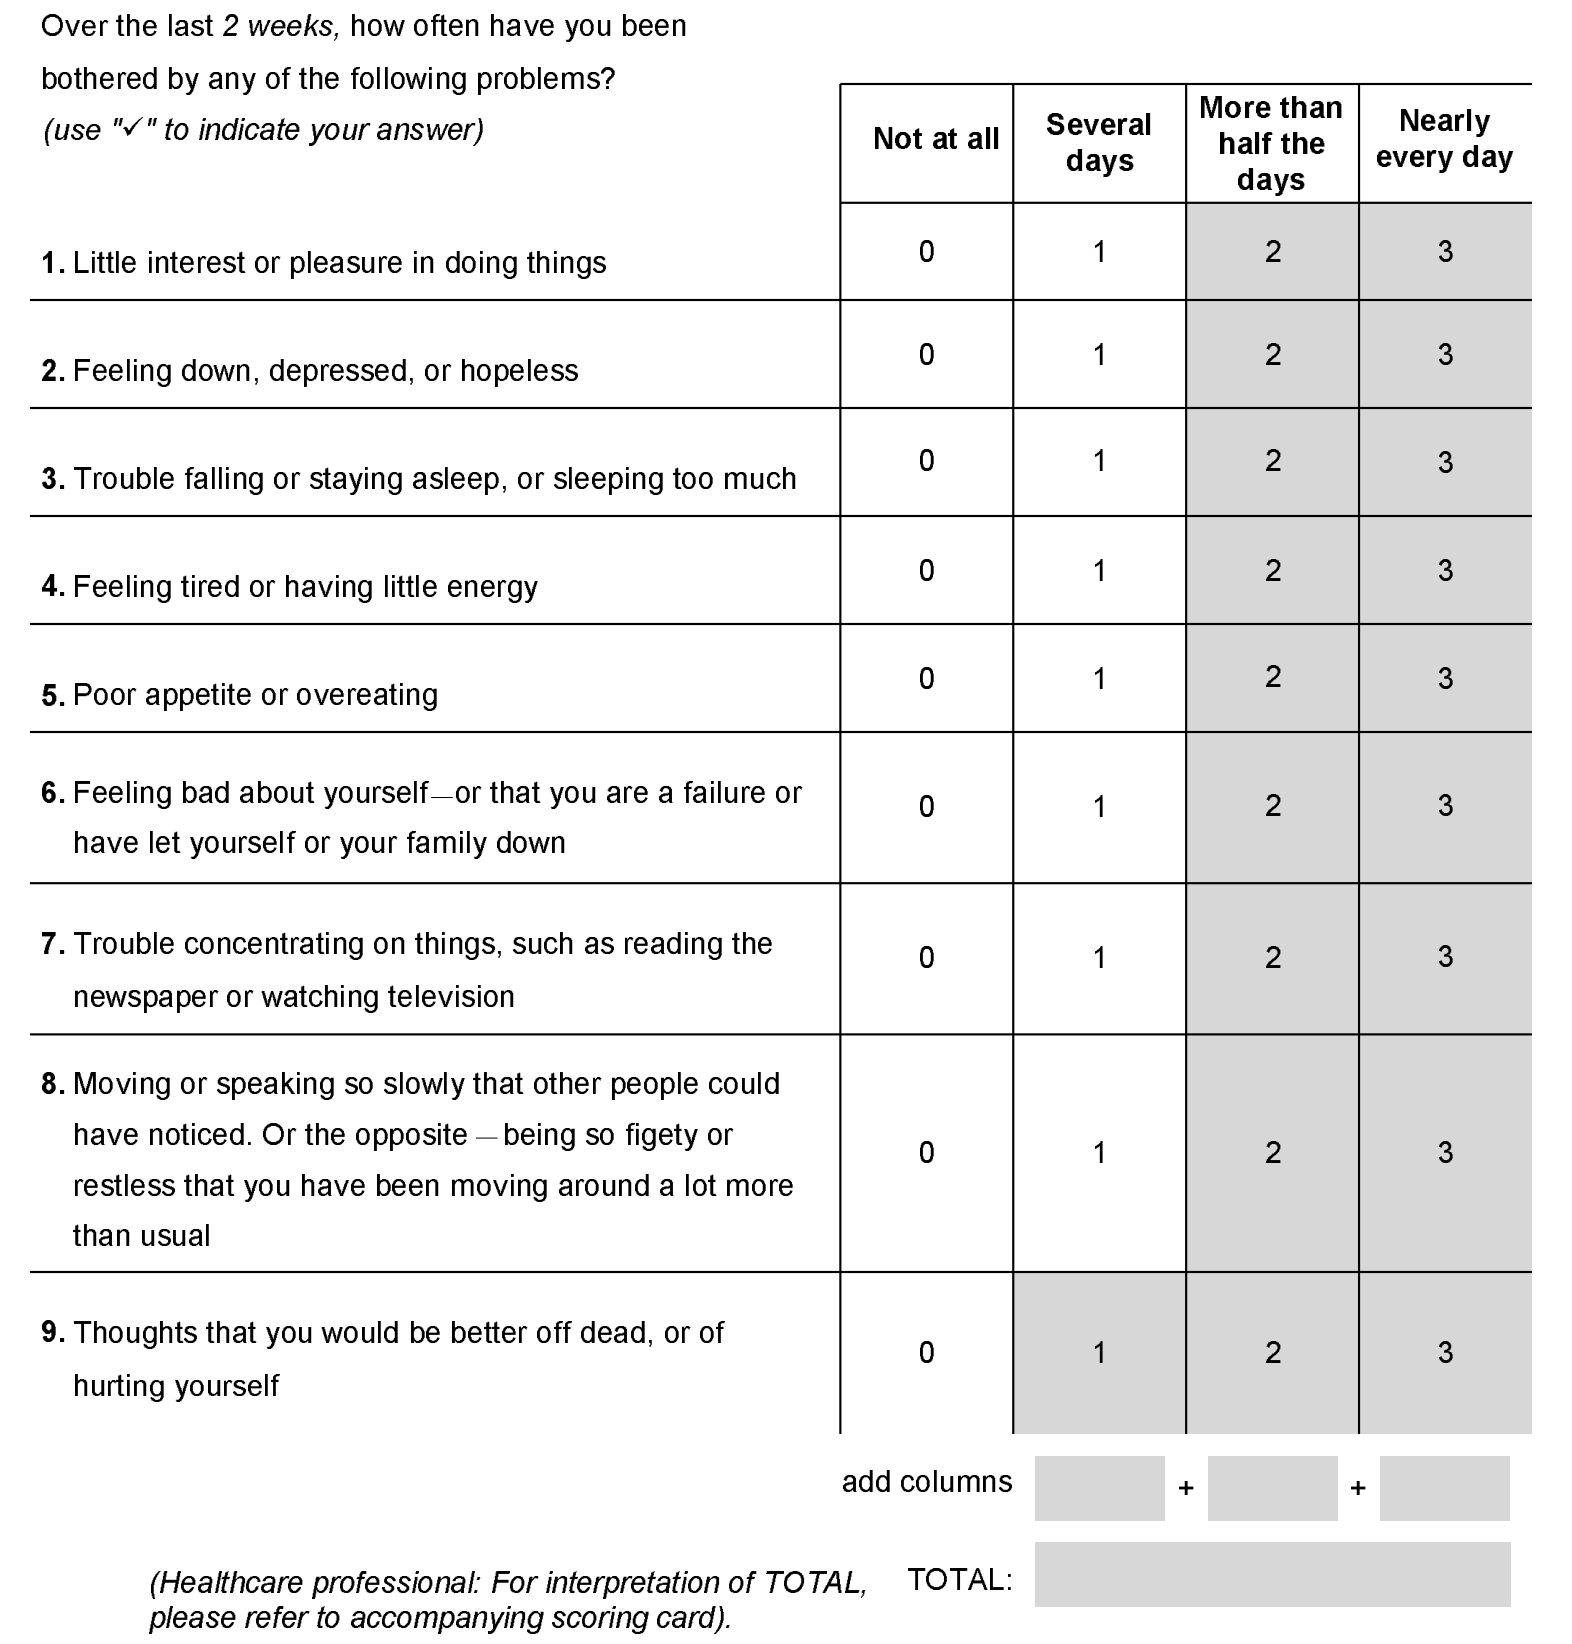 Over the last 2 weeks, how often have you been
bothered by any of the following problems?
(use "✓" to indicate your answer)
Not at all
Several
days
More than
half the
days
Nearly
every day
1. Little interest or pleasure in doing things 0 1 2 3
2. Feeling down, depressed, or hopeless 0 1 2 3
3. Trouble falling or staying asleep, or sleeping too much 0 1 2 3
4. Feeling tired or having little energy 0 1 2 3
5. Poor appetite or overeating 0 1 2 3
6. Feeling bad about yourself—or that you are a failure or
have let yourself or your family down
0 1 2 3
7. Trouble concentrating on things, such as reading the
newspaper or watching television
0 1 2 3
8. Moving or speaking so slowly that other people could
have noticed. Or the opposite — being so figety or
restless that you have been moving around a lot more
than usual
0 1 2 3
9. Thoughts that you would be better off dead, or of
hurting yourself
0 1 2 3
add columns + +
(Healthcare professional: For interpretation of TOTAL,
please refer to accompanying scoring card).
TOTAL: